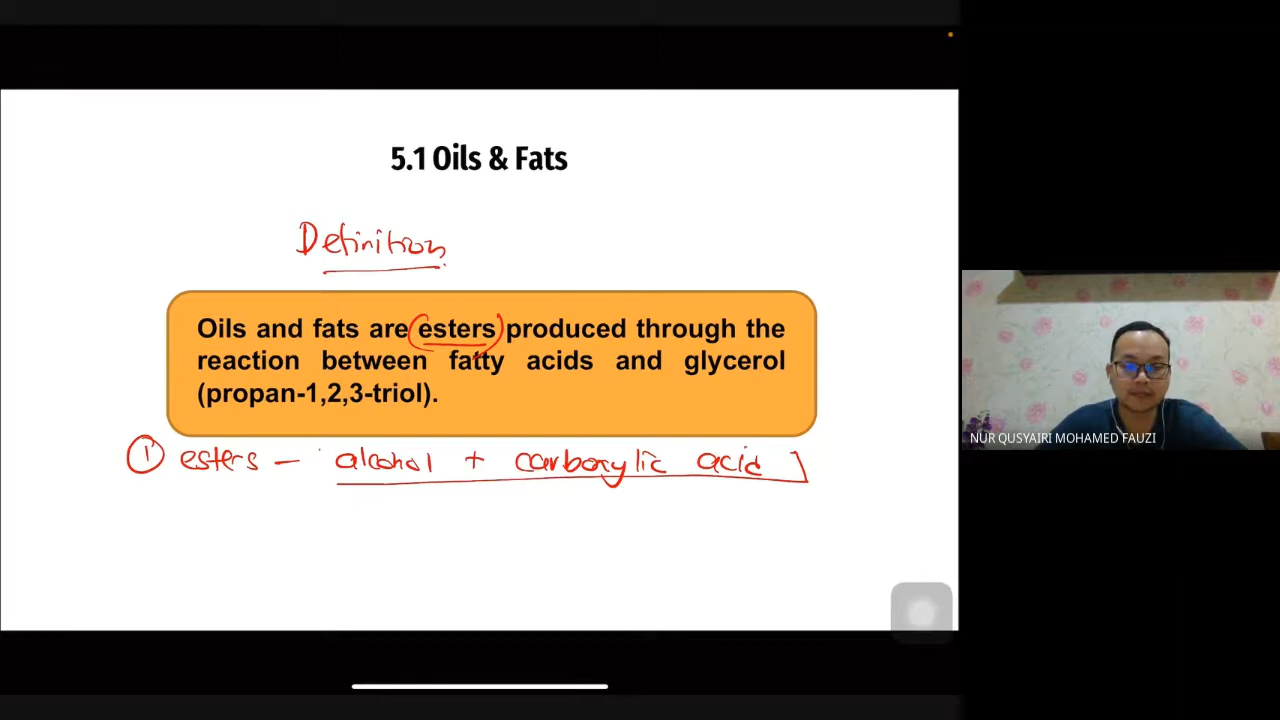 5.1 Oils & Fats
Definition
Oils and fats are esters produced through the
reaction between fatty acids and glycerol
(propan-1,2,3-triol).
① esters - alcohol + carboxylic acid
NUR QUSYAIRI MOHAMED FAUZI